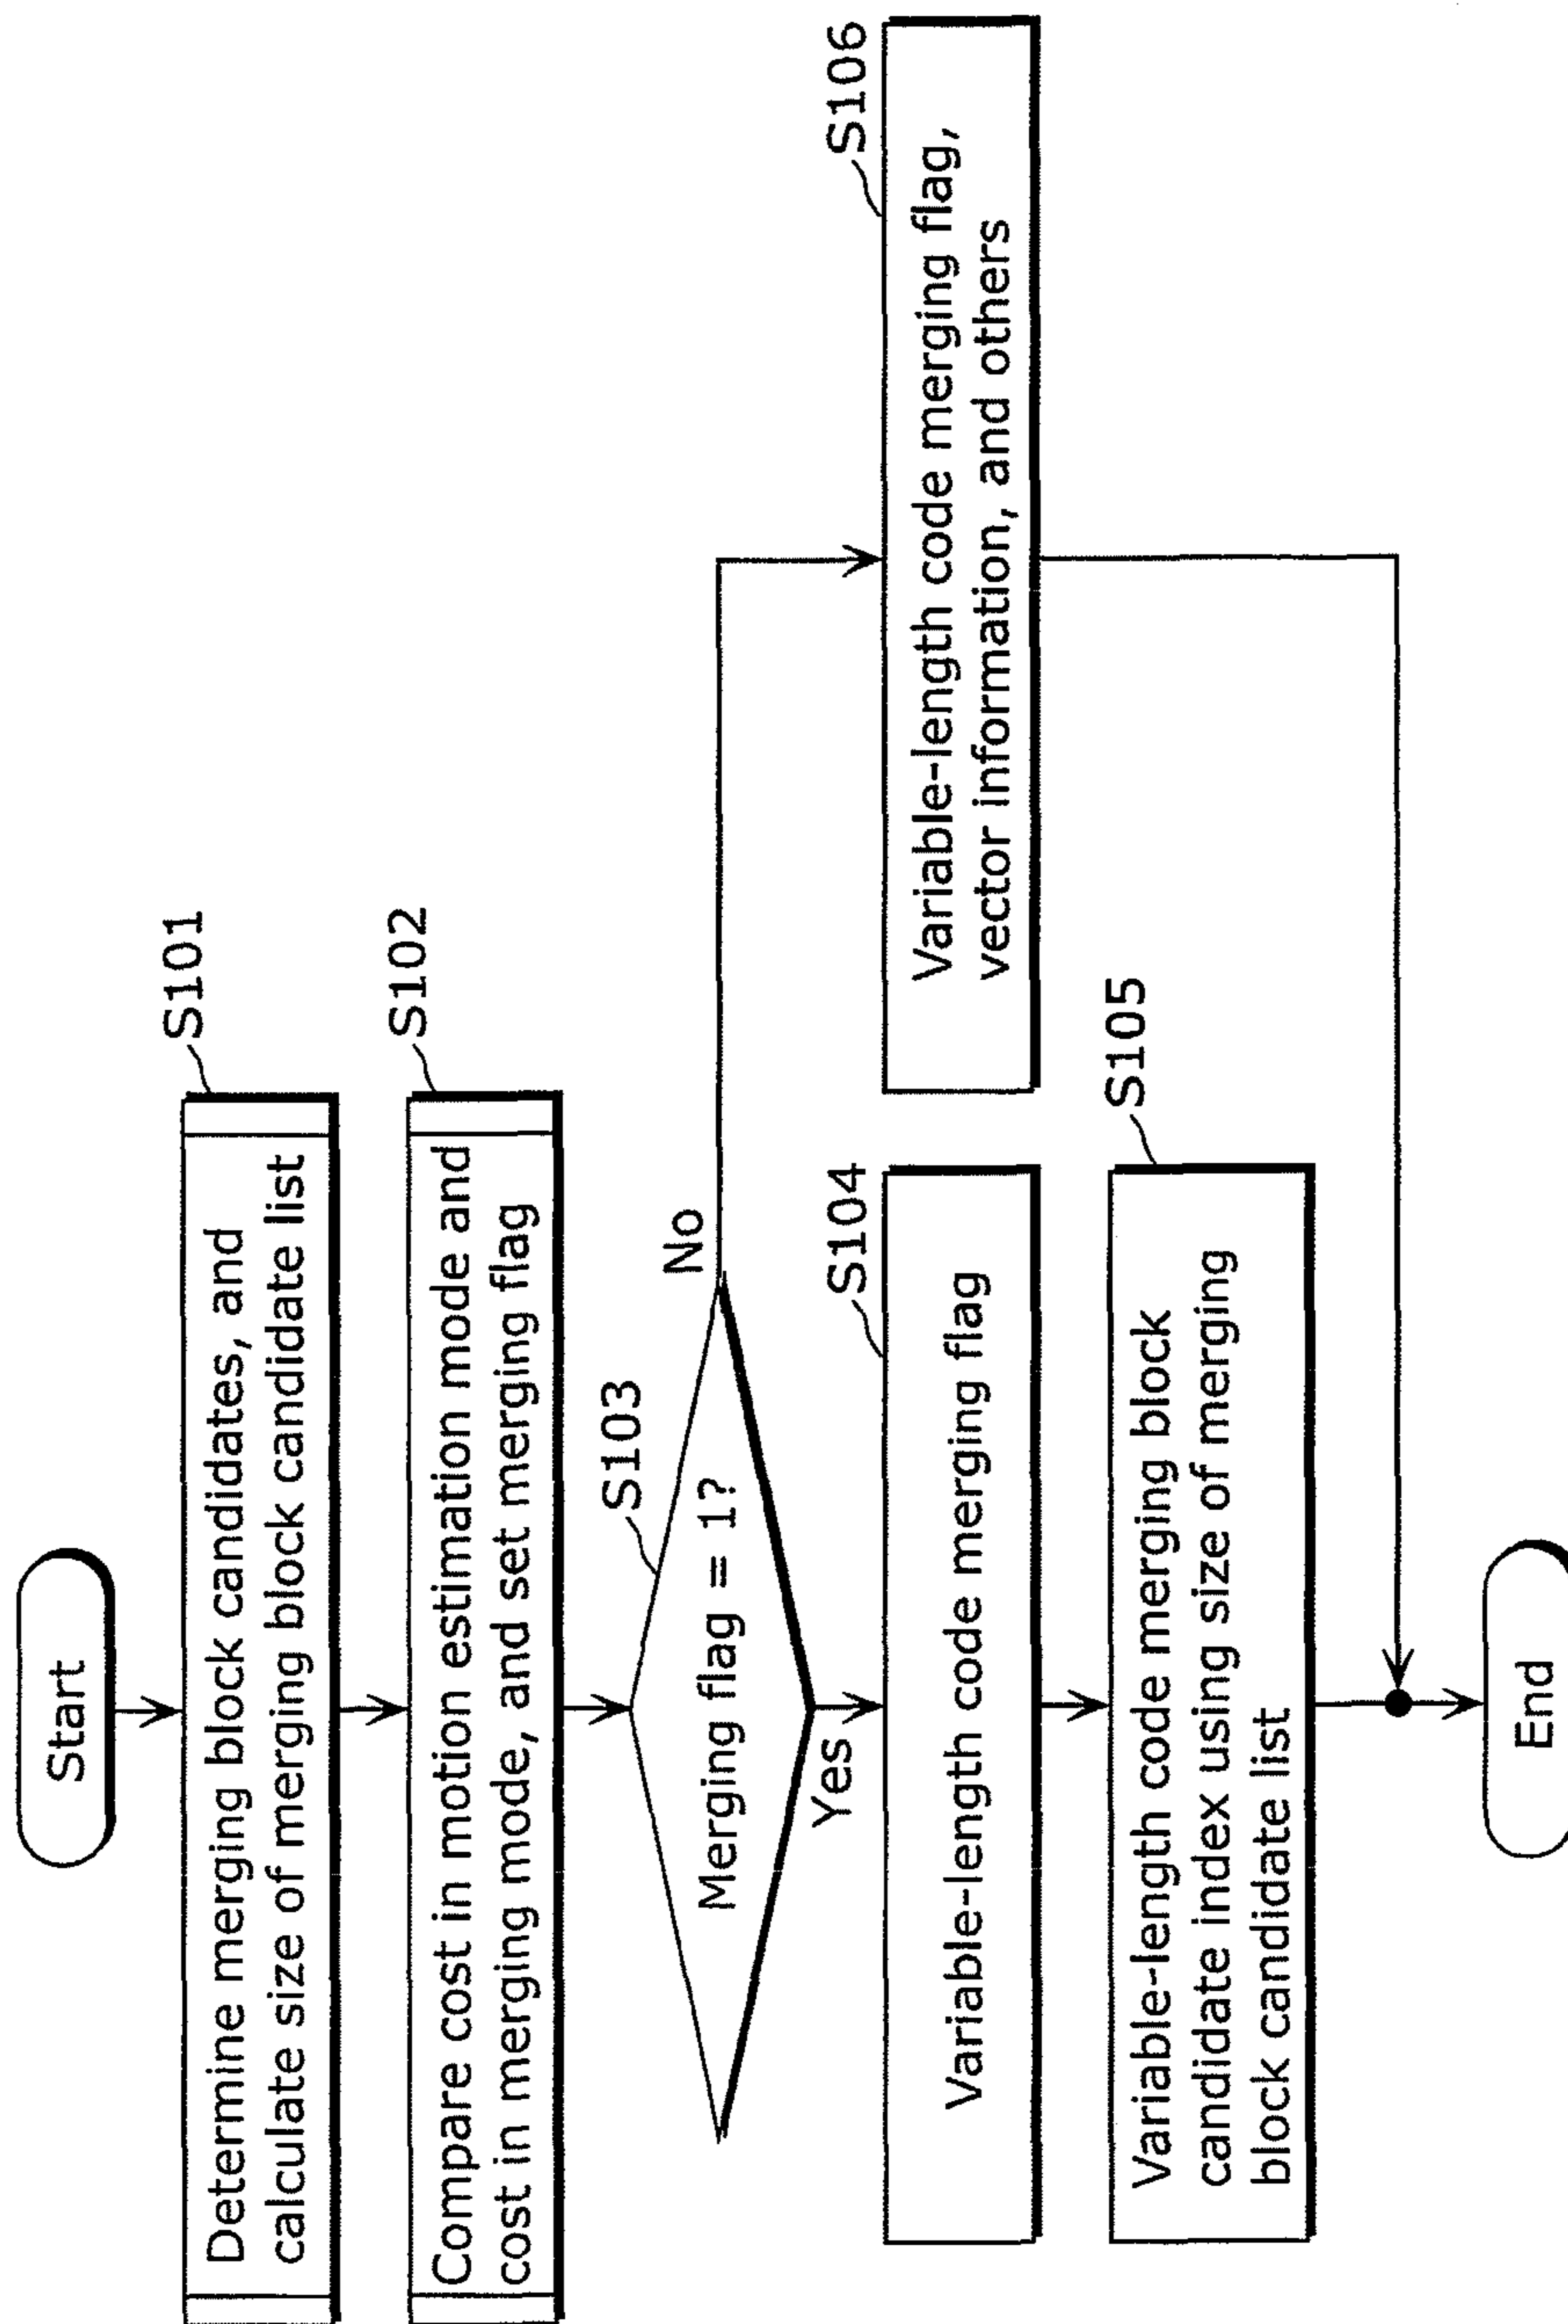 Start
S101
Determine merging block candidates, and
calculate size of merging block candidate list
S102
Compare cost in motion estimation mode and
cost in merging mode, and set merging flag
S103
Merging flag = 1?
No
Yes
S104
Variable-length code merging flag
S106
Variable-length code merging flag,
vector information, and others
S105
Variable-length code merging block
candidate index using size of merging
block candidate list
End